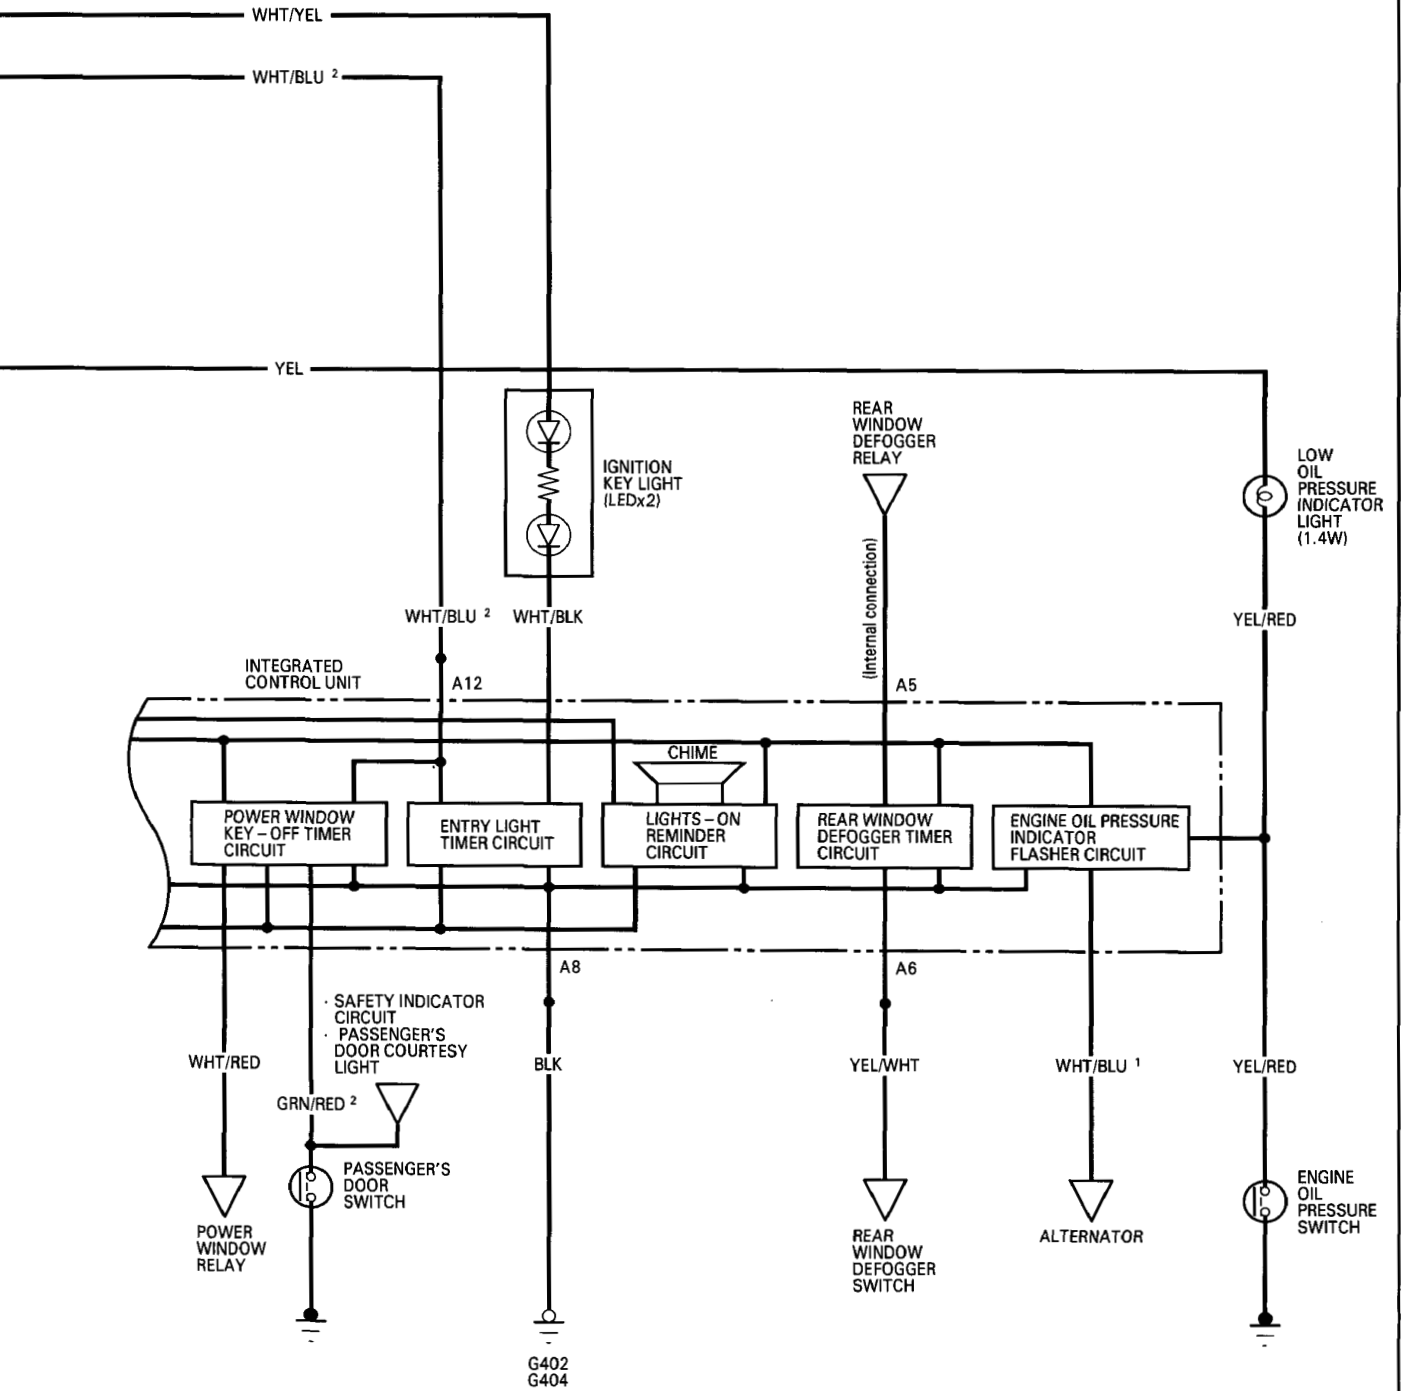 WHT/YEL
WHT/BLU 2
YEL
REAR
WINDOW
DEFOGGER
RELAY
LOW
OIL
PRESSURE
INDICATOR
LIGHT
(1.4W)
IGNITION
KEY LIGHT
(LEDx2)
(Internal connection)
WHT/BLU 2
WHT/BLK
YEL/RED
INTEGRATED
CONTROL UNIT
A12
A5
CHIME
POWER WINDOW
KEY – OFF TIMER
CIRCUIT
ENTRY LIGHT
TIMER CIRCUIT
LIGHTS – ON
REMINDER
CIRCUIT
REAR WINDOW
DEFOGGER TIMER
CIRCUIT
ENGINE OIL PRESSURE
INDICATOR
FLASHER CIRCUIT
A8
A6
· SAFETY INDICATOR
CIRCUIT
· PASSENGER'S
DOOR COURTESY
LIGHT
WHT/RED
BLK
YEL/WHT
WHT/BLU 1
YEL/RED
GRN/RED 2
PASSENGER'S
DOOR
SWITCH
ENGINE
OIL
PRESSURE
SWITCH
POWER
WINDOW
RELAY
REAR
WINDOW
DEFOGGER
SWITCH
ALTERNATOR
G402
G404